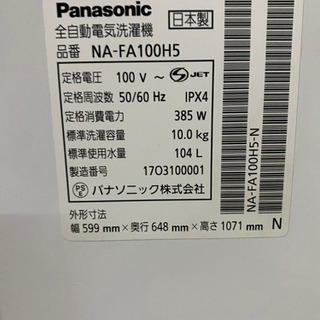 Panasonic
全自動電気洗濯機 日本製
品番 NA-FA100H5
定格電圧 100 V ～ S JET
定格周波数 50/60 Hz IPX4
定格消費電力 385 W
標準洗濯容量 10.0 kg
標準使用水量 104 L
製造番号 17O3100001
PS E パナソニック株式会社
外形寸法
幅 599 mm×奥行 648 mm×高さ 1071 mm N
NA-FA100H5-N